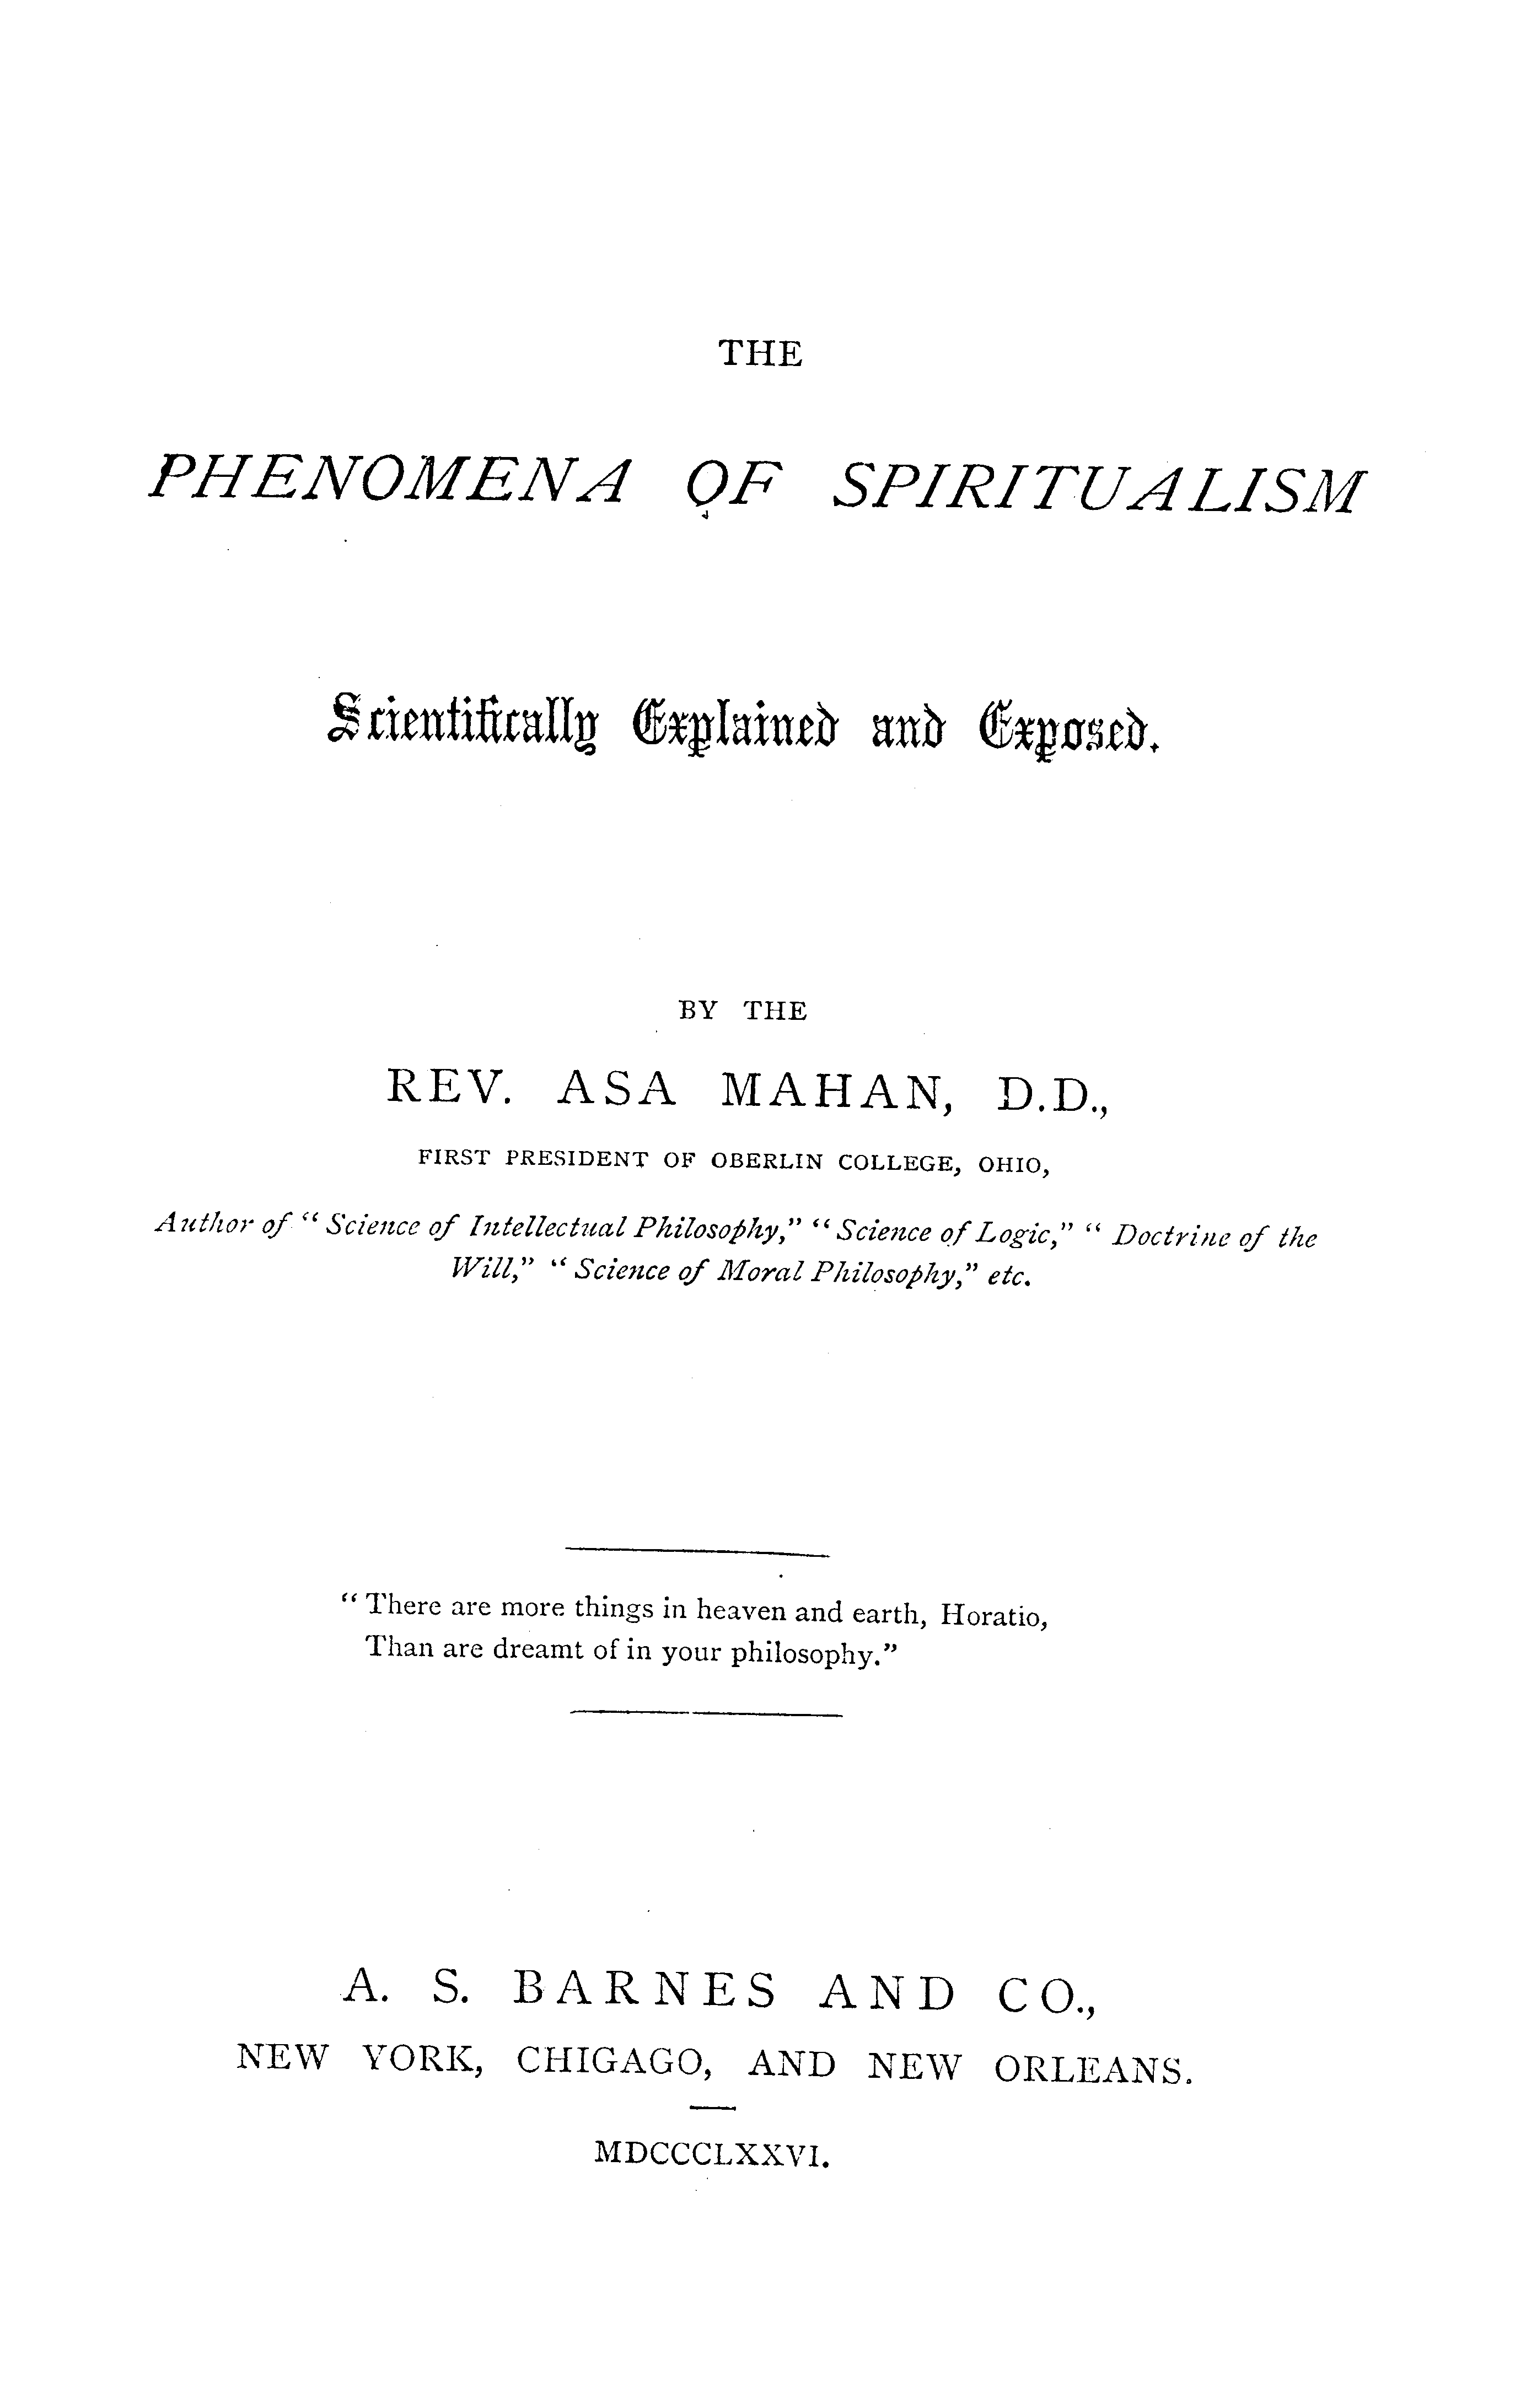 THE
PHENOMENA OF SPIRITUALISM
Scientifically Explained and Exposed.
BY THE
REV. ASA MAHAN, D.D.,
FIRST PRESIDENT OF OBERLIN COLLEGE, OHIO,
Author of "Science of Intellectual Philosophy," "Science of Logic," "Doctrine of the
Will," "Science of Moral Philosophy," etc.
"There are more things in heaven and earth, Horatio,
Than are dreamt of in your philosophy."
A. S. BARNES AND CO.,
NEW YORK, CHIGAGO, AND NEW ORLEANS.
MDCCCLXXVI.